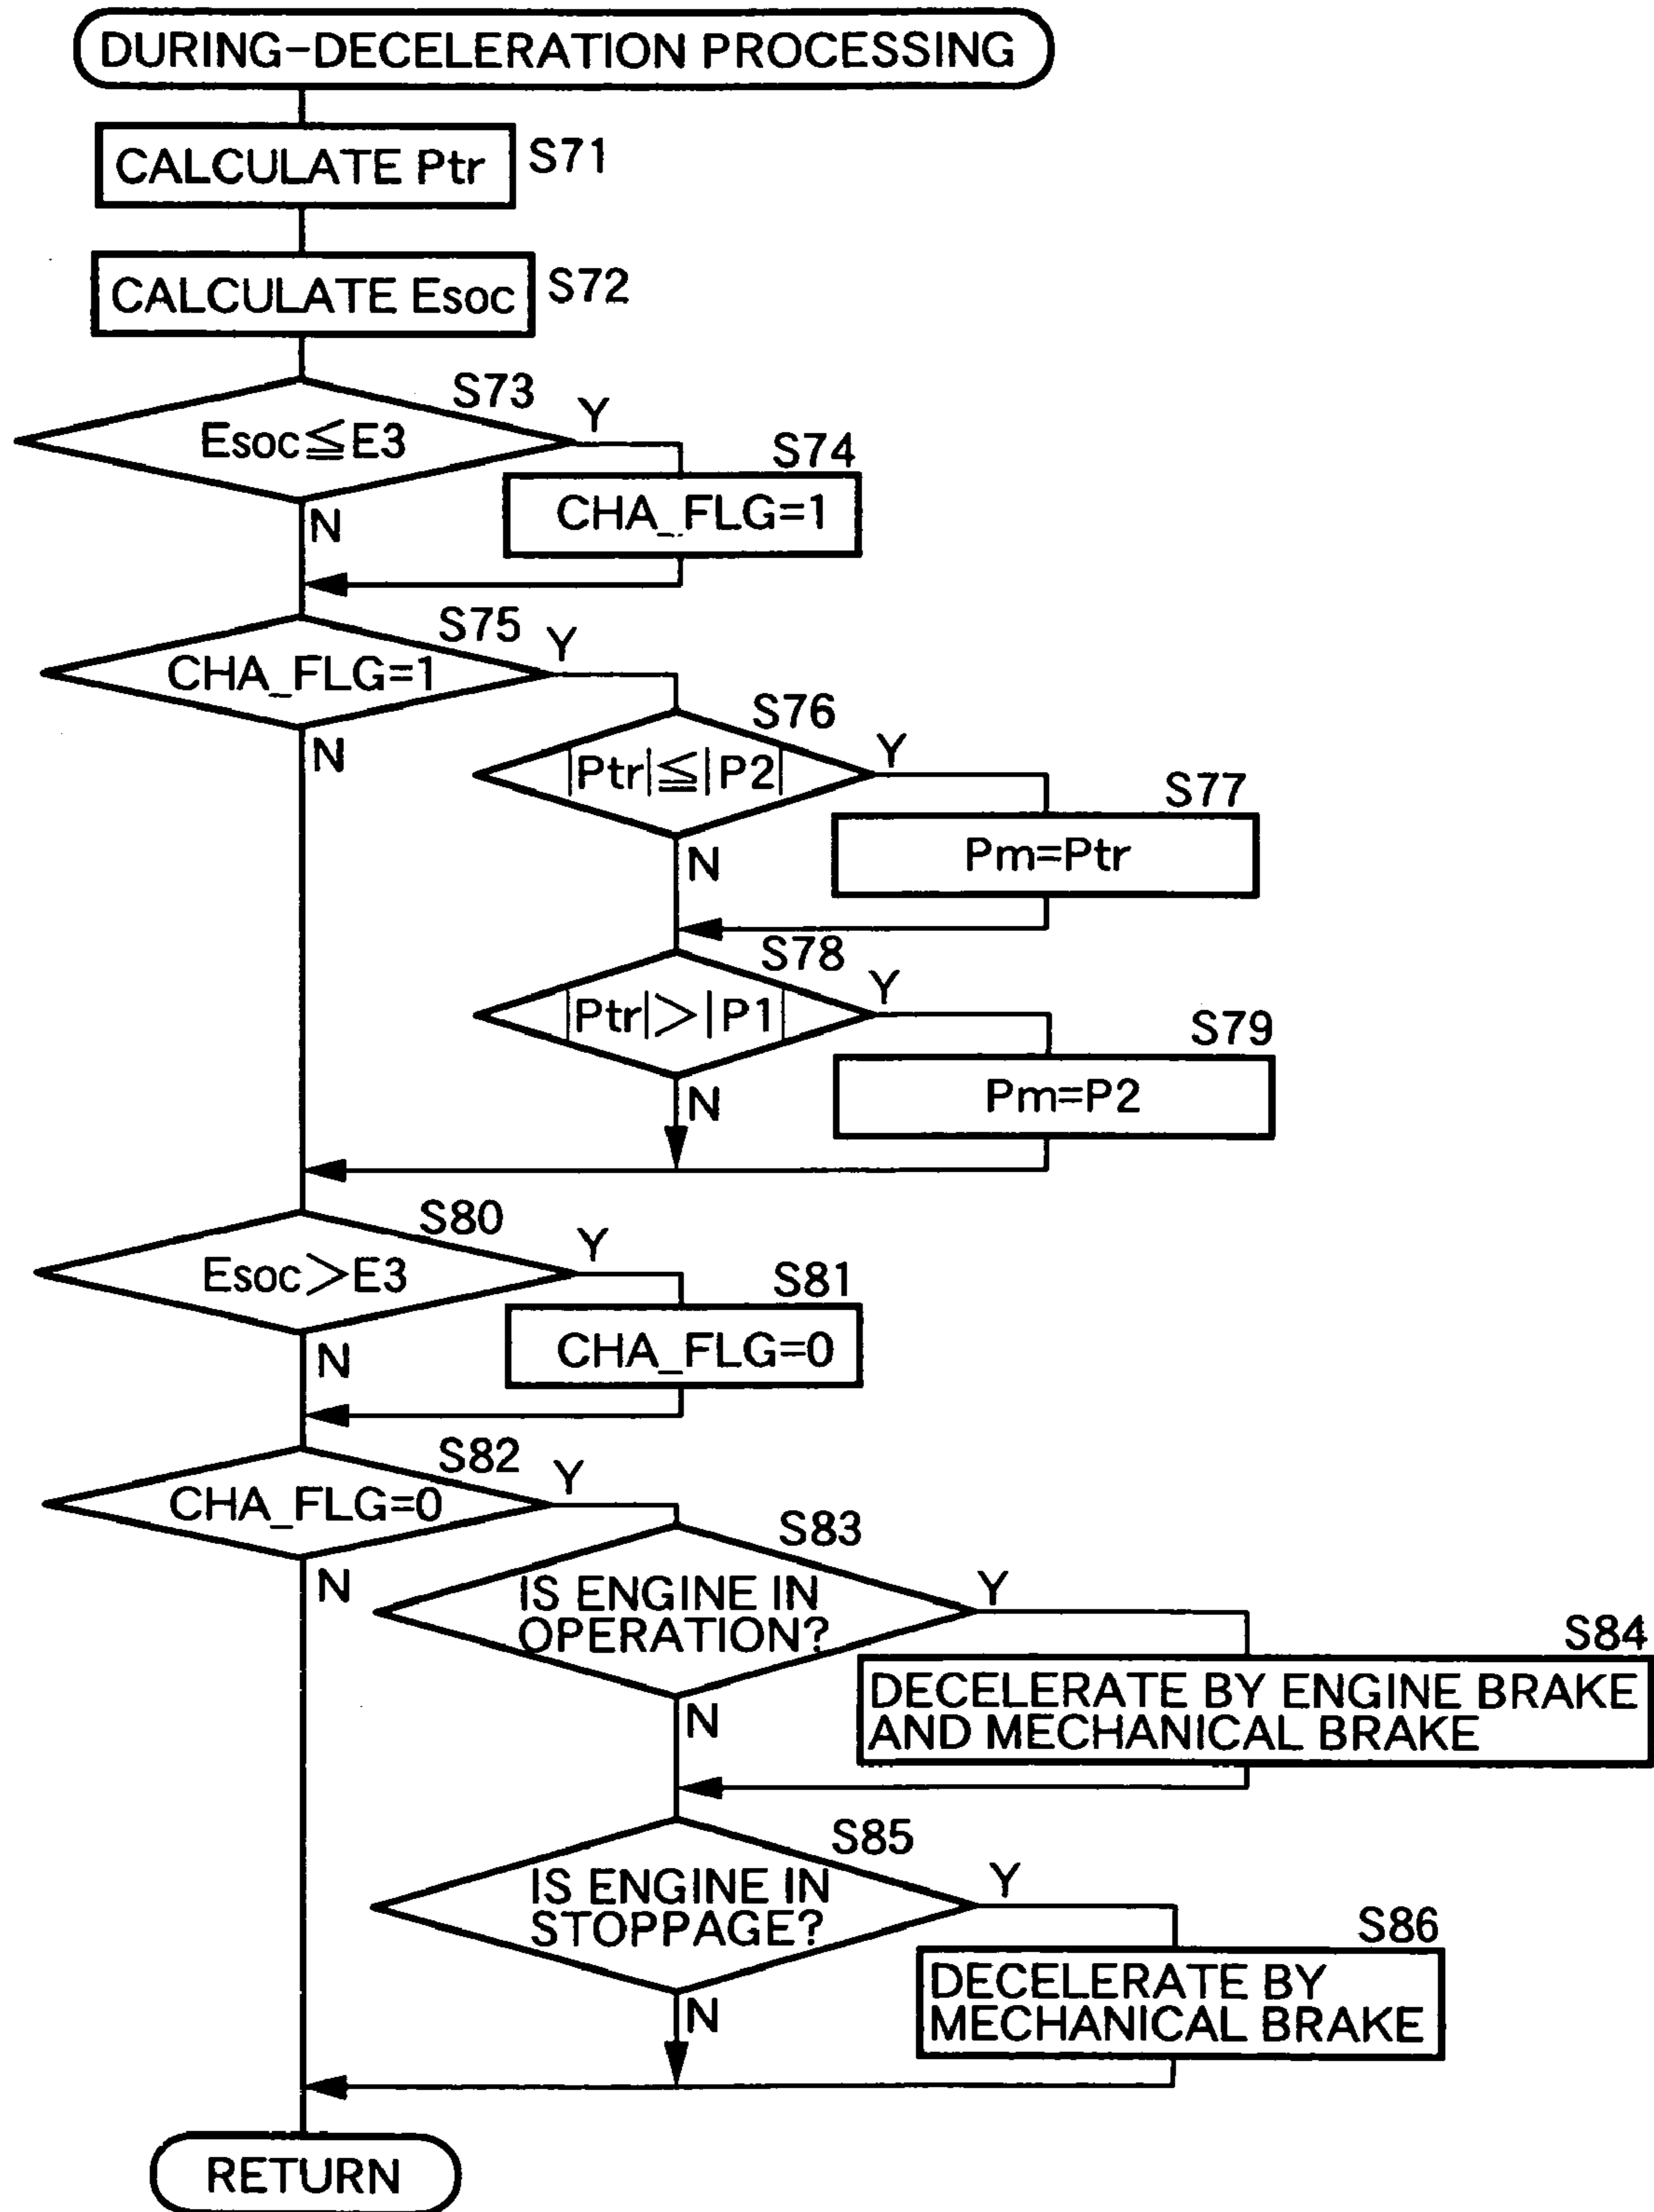 DURING-DECELERATION PROCESSING
CALCULATE Ptr
S71
CALCULATE Esoc
S72
S73
Esoc≦E3
Y
N
S74
CHA_FLG=1
S75
CHA_FLG=1
Y
N
S76
|Ptr|≦|P2|
Y
N
S77
Pm=Ptr
S78
|Ptr|>|P1|
Y
N
S79
Pm=P2
S80
Esoc>E3
Y
N
S81
CHA_FLG=0
S82
CHA_FLG=0
Y
N
S83
IS ENGINE IN
OPERATION?
Y
N
S84
DECELERATE BY ENGINE BRAKE
AND MECHANICAL BRAKE
S85
IS ENGINE IN
STOPPAGE?
Y
N
S86
DECELERATE BY
MECHANICAL BRAKE
RETURN